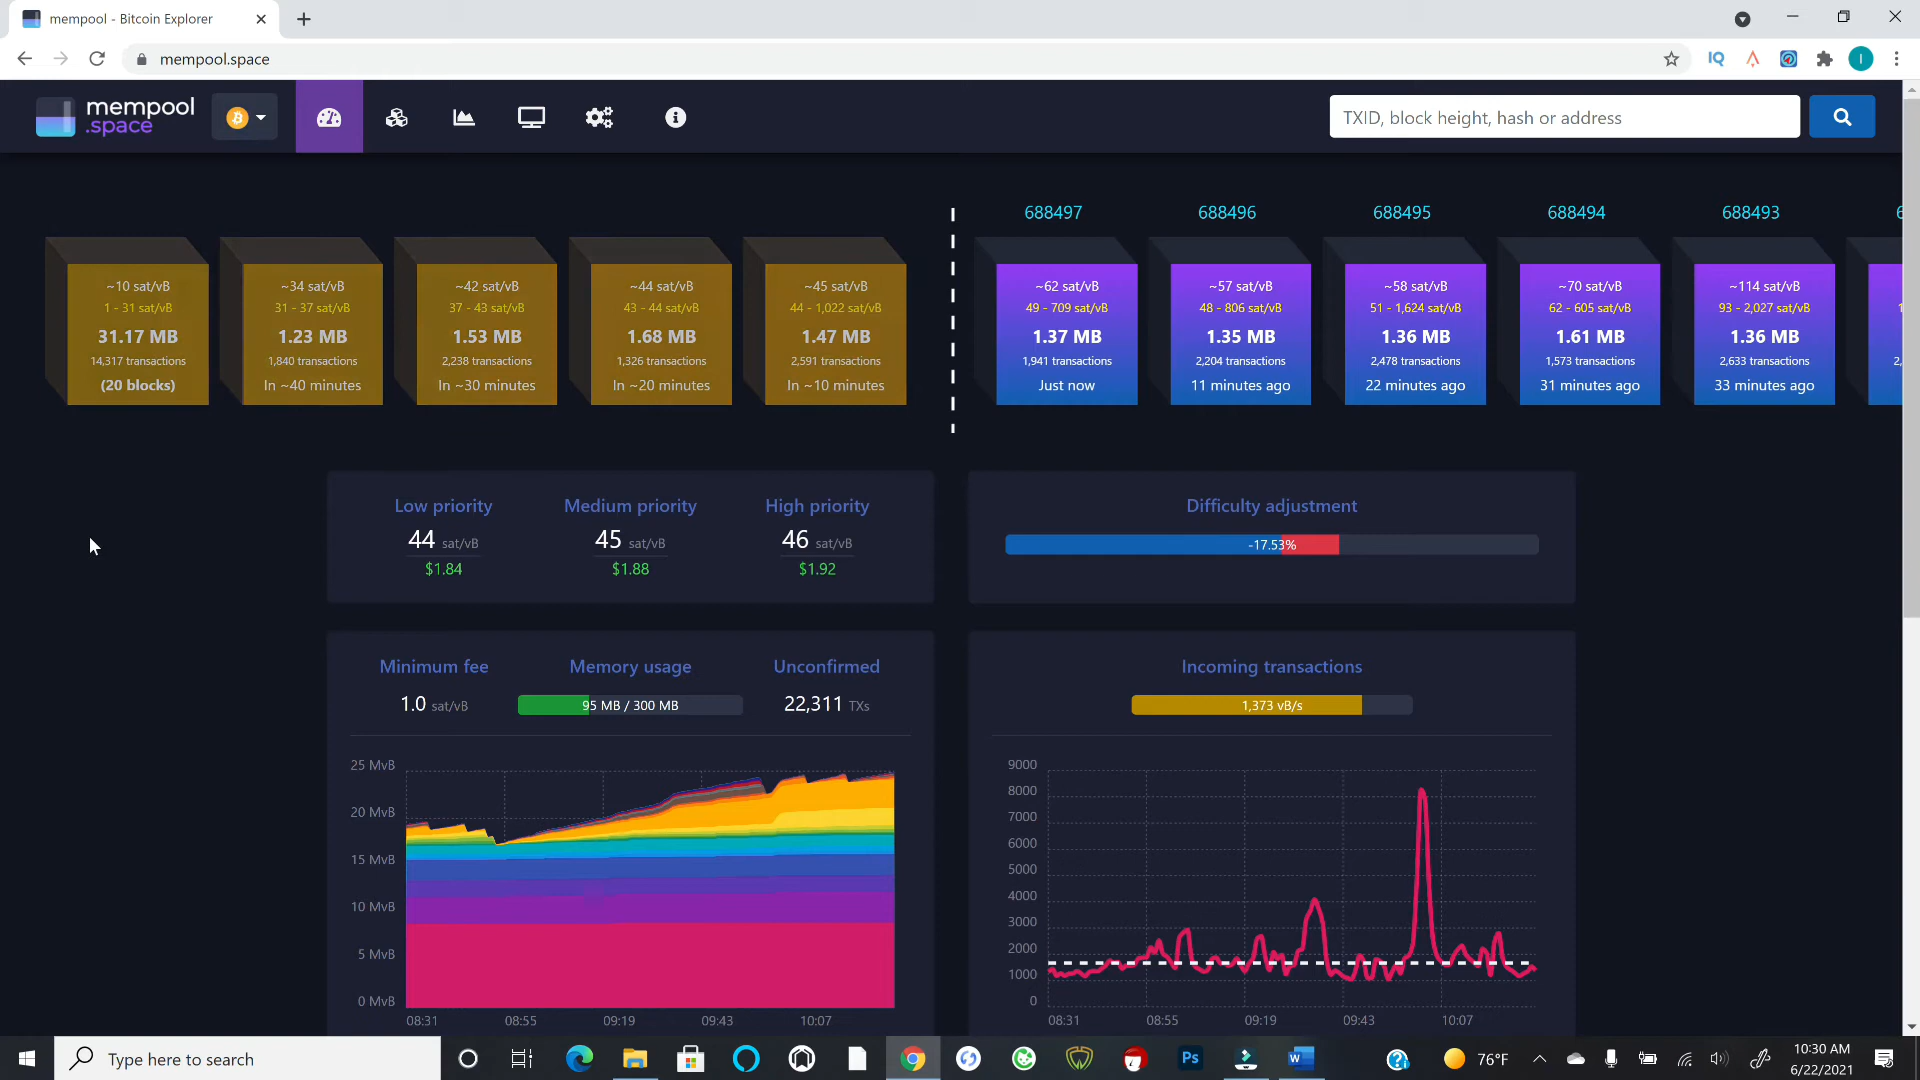 mempool - Bitcoin Explorer
mempool.space
IQ
I
mempool
.space
TXID, block height, hash or address
688497
688496
688495
688494
688493
6
~10 sat/vB
1 - 31 sat/vB
31.17 MB
14,317 transactions
(20 blocks)
~34 sat/vB
31 - 37 sat/vB
1.23 MB
1,840 transactions
In ~40 minutes
~42 sat/vB
37 - 43 sat/vB
1.53 MB
2,238 transactions
In ~30 minutes
~44 sat/vB
43 - 44 sat/vB
1.68 MB
1,326 transactions
In ~20 minutes
~45 sat/vB
44 - 1,022 sat/vB
1.47 MB
2,591 transactions
In ~10 minutes
~62 sat/vB
49 - 709 sat/vB
1.37 MB
1,941 transactions
Just now
~57 sat/vB
48 - 806 sat/vB
1.35 MB
2,204 transactions
11 minutes ago
~58 sat/vB
51 - 1,624 sat/vB
1.36 MB
2,478 transactions
22 minutes ago
~70 sat/vB
62 - 605 sat/vB
1.61 MB
1,573 transactions
31 minutes ago
~114 sat/vB
93 - 2,027 sat/vB
1.36 MB
2,633 transactions
33 minutes ago
1
2,
Low priority
44 sat/vB
$1.84
Medium priority
45 sat/vB
$1.88
High priority
46 sat/vB
$1.92
Difficulty adjustment
-17.53%
Minimum fee
1.0 sat/vB
Memory usage
95 MB / 300 MB
Unconfirmed
22,311 TXs
25 MvB
20 MvB
15 MvB
10 MvB
5 MvB
0 MvB
08:31 08:55 09:19 09:43 10:07
Incoming transactions
1,373 vB/s
9000
8000
7000
6000
5000
4000
3000
2000
1000
0
08:31 08:55 09:19 09:43 10:07
Type here to search
Ps
W
76°F
10:30 AM
6/22/2021